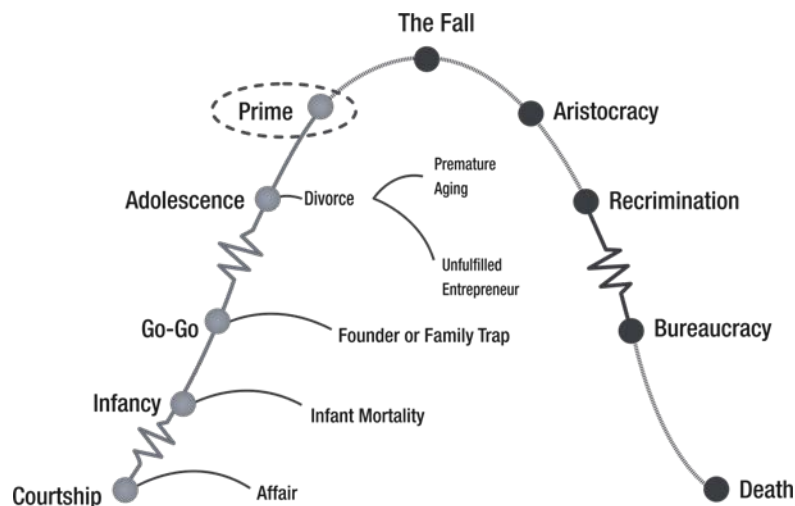 The Fall
Prime
Aristocracy
Premature
Aging
Adolescence
Divorce
Recrimination
Unfulfilled
Entrepreneur
Go-Go
Founder or Family Trap
Bureaucracy
Infancy
Infant Mortality
Courtship
Affair
Death